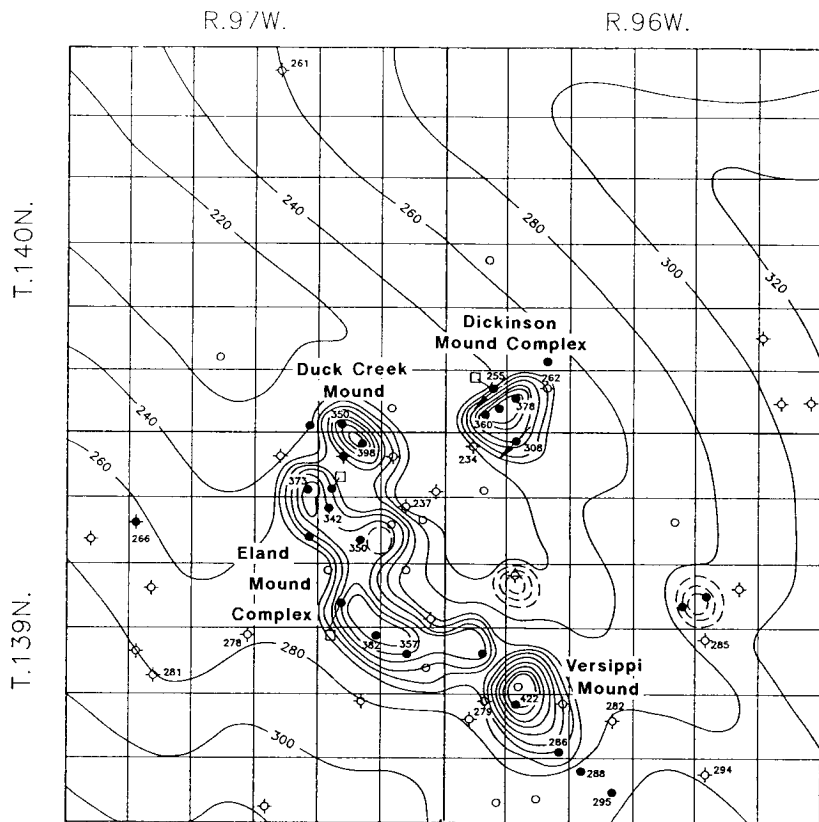 R.97W.
R.96W.
T.140N.
T.139N.
261
240
260
280
220
300
320
Dickinson
Mound Complex
Duck Creek
Mound
255
262
378
360
350
398
308
234
240
373
237
260
342
266
350
Eland
Mound
Complex
278
382
357
285
281
280
Versippi
Mound
422
279
282
300
286
288
294
295